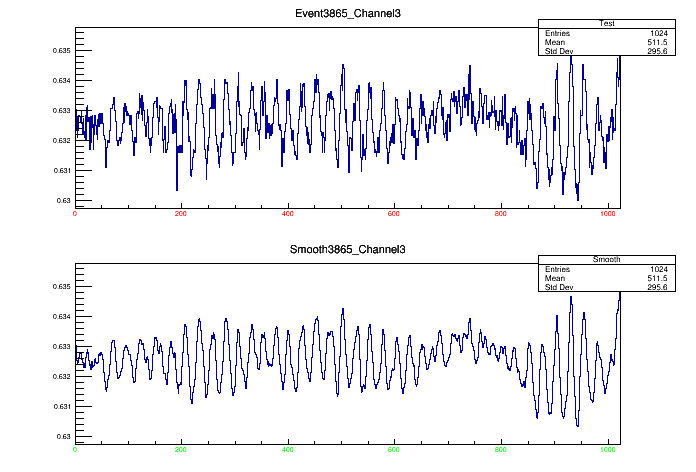 Event3865_Channel3
Test
Entries 1024
Mean 511.5
Std Dev 295.6
0.635
0.634
0.633
0.632
0.631
0.63
0 200 400 600 800 1000
Smooth3865_Channel3
Smooth
Entries 1024
Mean 511.5
Std Dev 295.6
0.635
0.634
0.633
0.632
0.631
0.63
0 200 400 600 800 1000